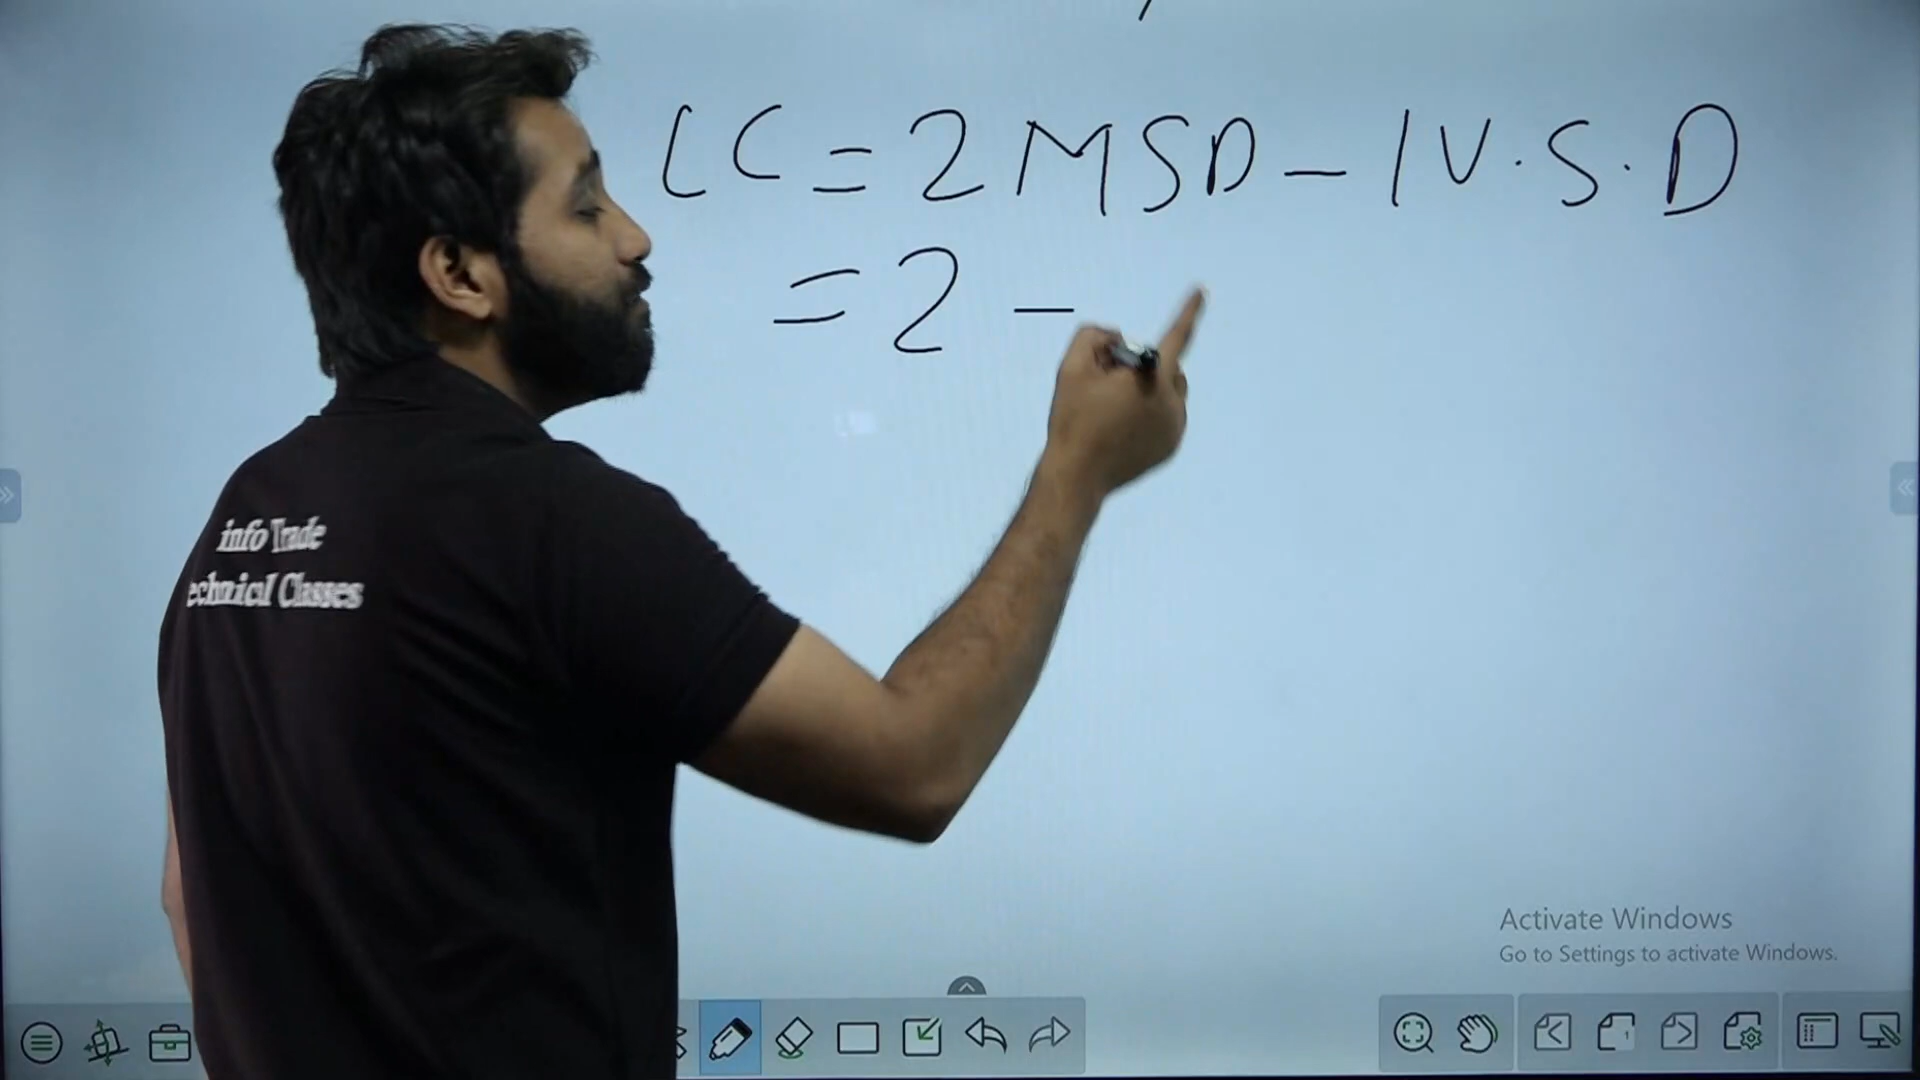 LC = 2 MSD - 1 V.S.D
= 2 -
info Trade
echnical Classes
Activate Windows
Go to Settings to activate Windows.